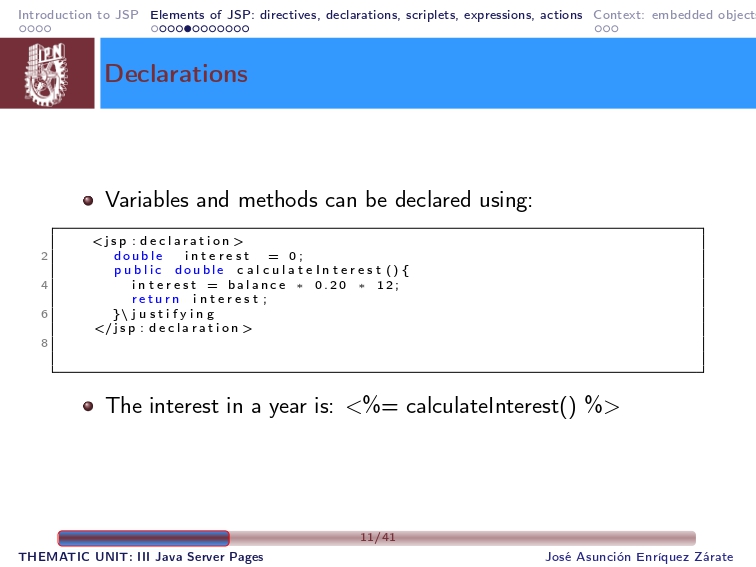 Introduction to JSP Elements of JSP: directives, declarations, scriplets, expressions, actions Context: embedded object
IPN
Declarations
Variables and methods can be declared using:
<jsp:declaration>
2 double interest = 0;
public double calculateInterest(){
4 interest = balance * 0.20 * 12;
return interest;
6 }\justifying
</jsp:declaration>
8
The interest in a year is: <%= calculateInterest() %>
11/41
THEMATIC UNIT: III Java Server Pages José Asunción Enríquez Zárate